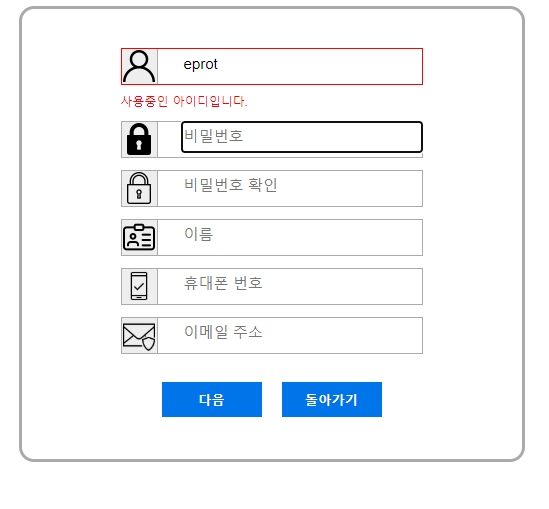 eprot
사용중인 아이디입니다.
비밀번호
비밀번호 확인
이름
휴대폰 번호
이메일 주소
다음
돌아가기